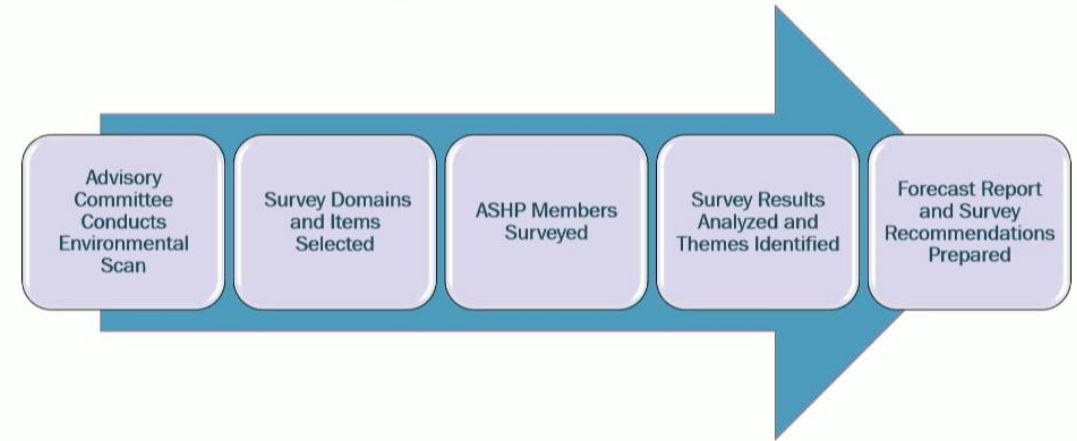 Advisory
Committee
Conducts
Environmental
Scan
Survey Domains
and Items
Selected
ASHP Members
Surveyed
Survey Results
Analyzed and
Themes Identified
Forecast Report
and Survey
Recommendations
Prepared